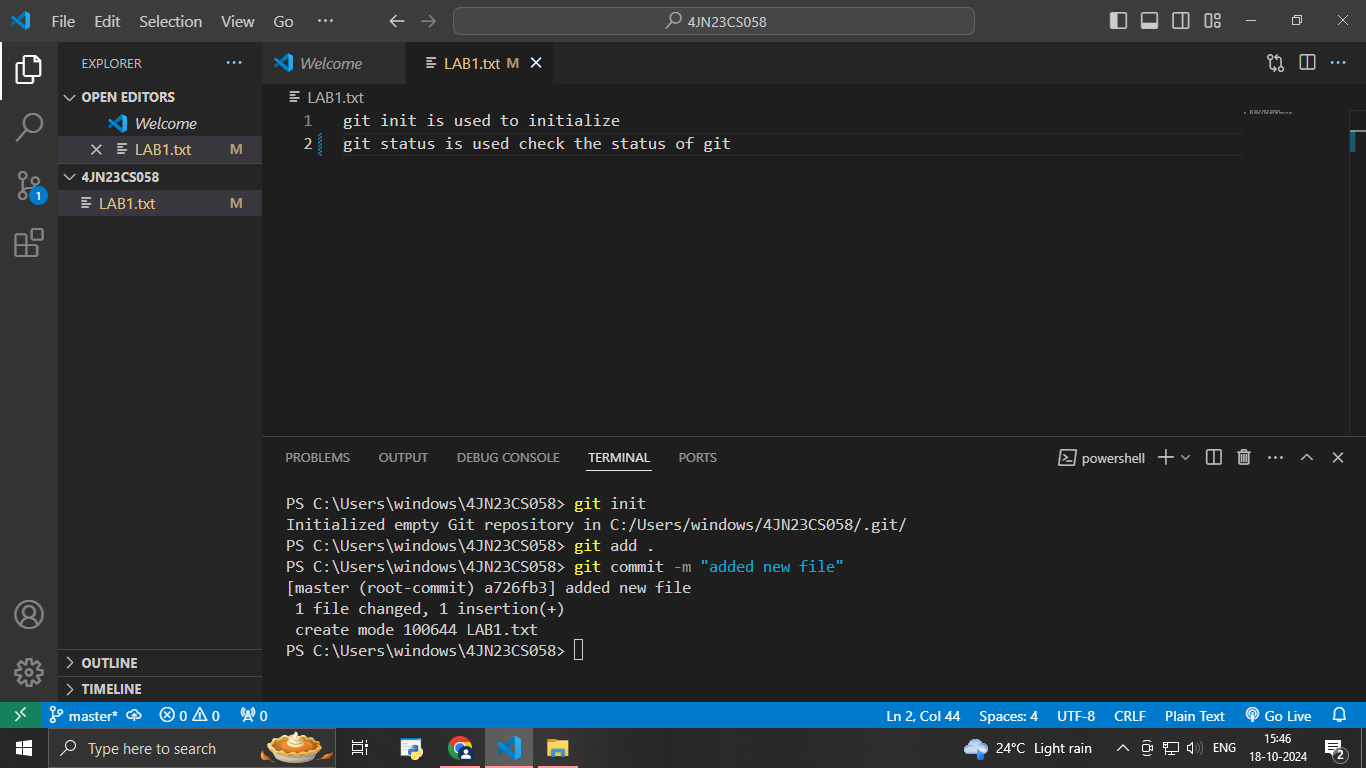 File Edit Selection View Go ··· 4JN23CS058
EXPLORER ···
OPEN EDITORS
Welcome
LAB1.txt M
4JN23CS058
LAB1.txt M
1
OUTLINE
TIMELINE
Welcome LAB1.txt M
LAB1.txt
1 git init is used to initialize
2 git status is used check the status of git
PROBLEMS OUTPUT DEBUG CONSOLE TERMINAL PORTS powershell
PS C:\Users\windows\4JN23CS058> git init
Initialized empty Git repository in C:/Users/windows/4JN23CS058/.git/
PS C:\Users\windows\4JN23CS058> git add .
PS C:\Users\windows\4JN23CS058> git commit -m "added new file"
[master (root-commit) a726fb3] added new file
1 file changed, 1 insertion(+)
create mode 100644 LAB1.txt
PS C:\Users\windows\4JN23CS058>
master* 0 0 0 Ln 2, Col 44 Spaces: 4 UTF-8 CRLF Plain Text Go Live
Type here to search 24°C Light rain ENG 15:46
18-10-2024 2